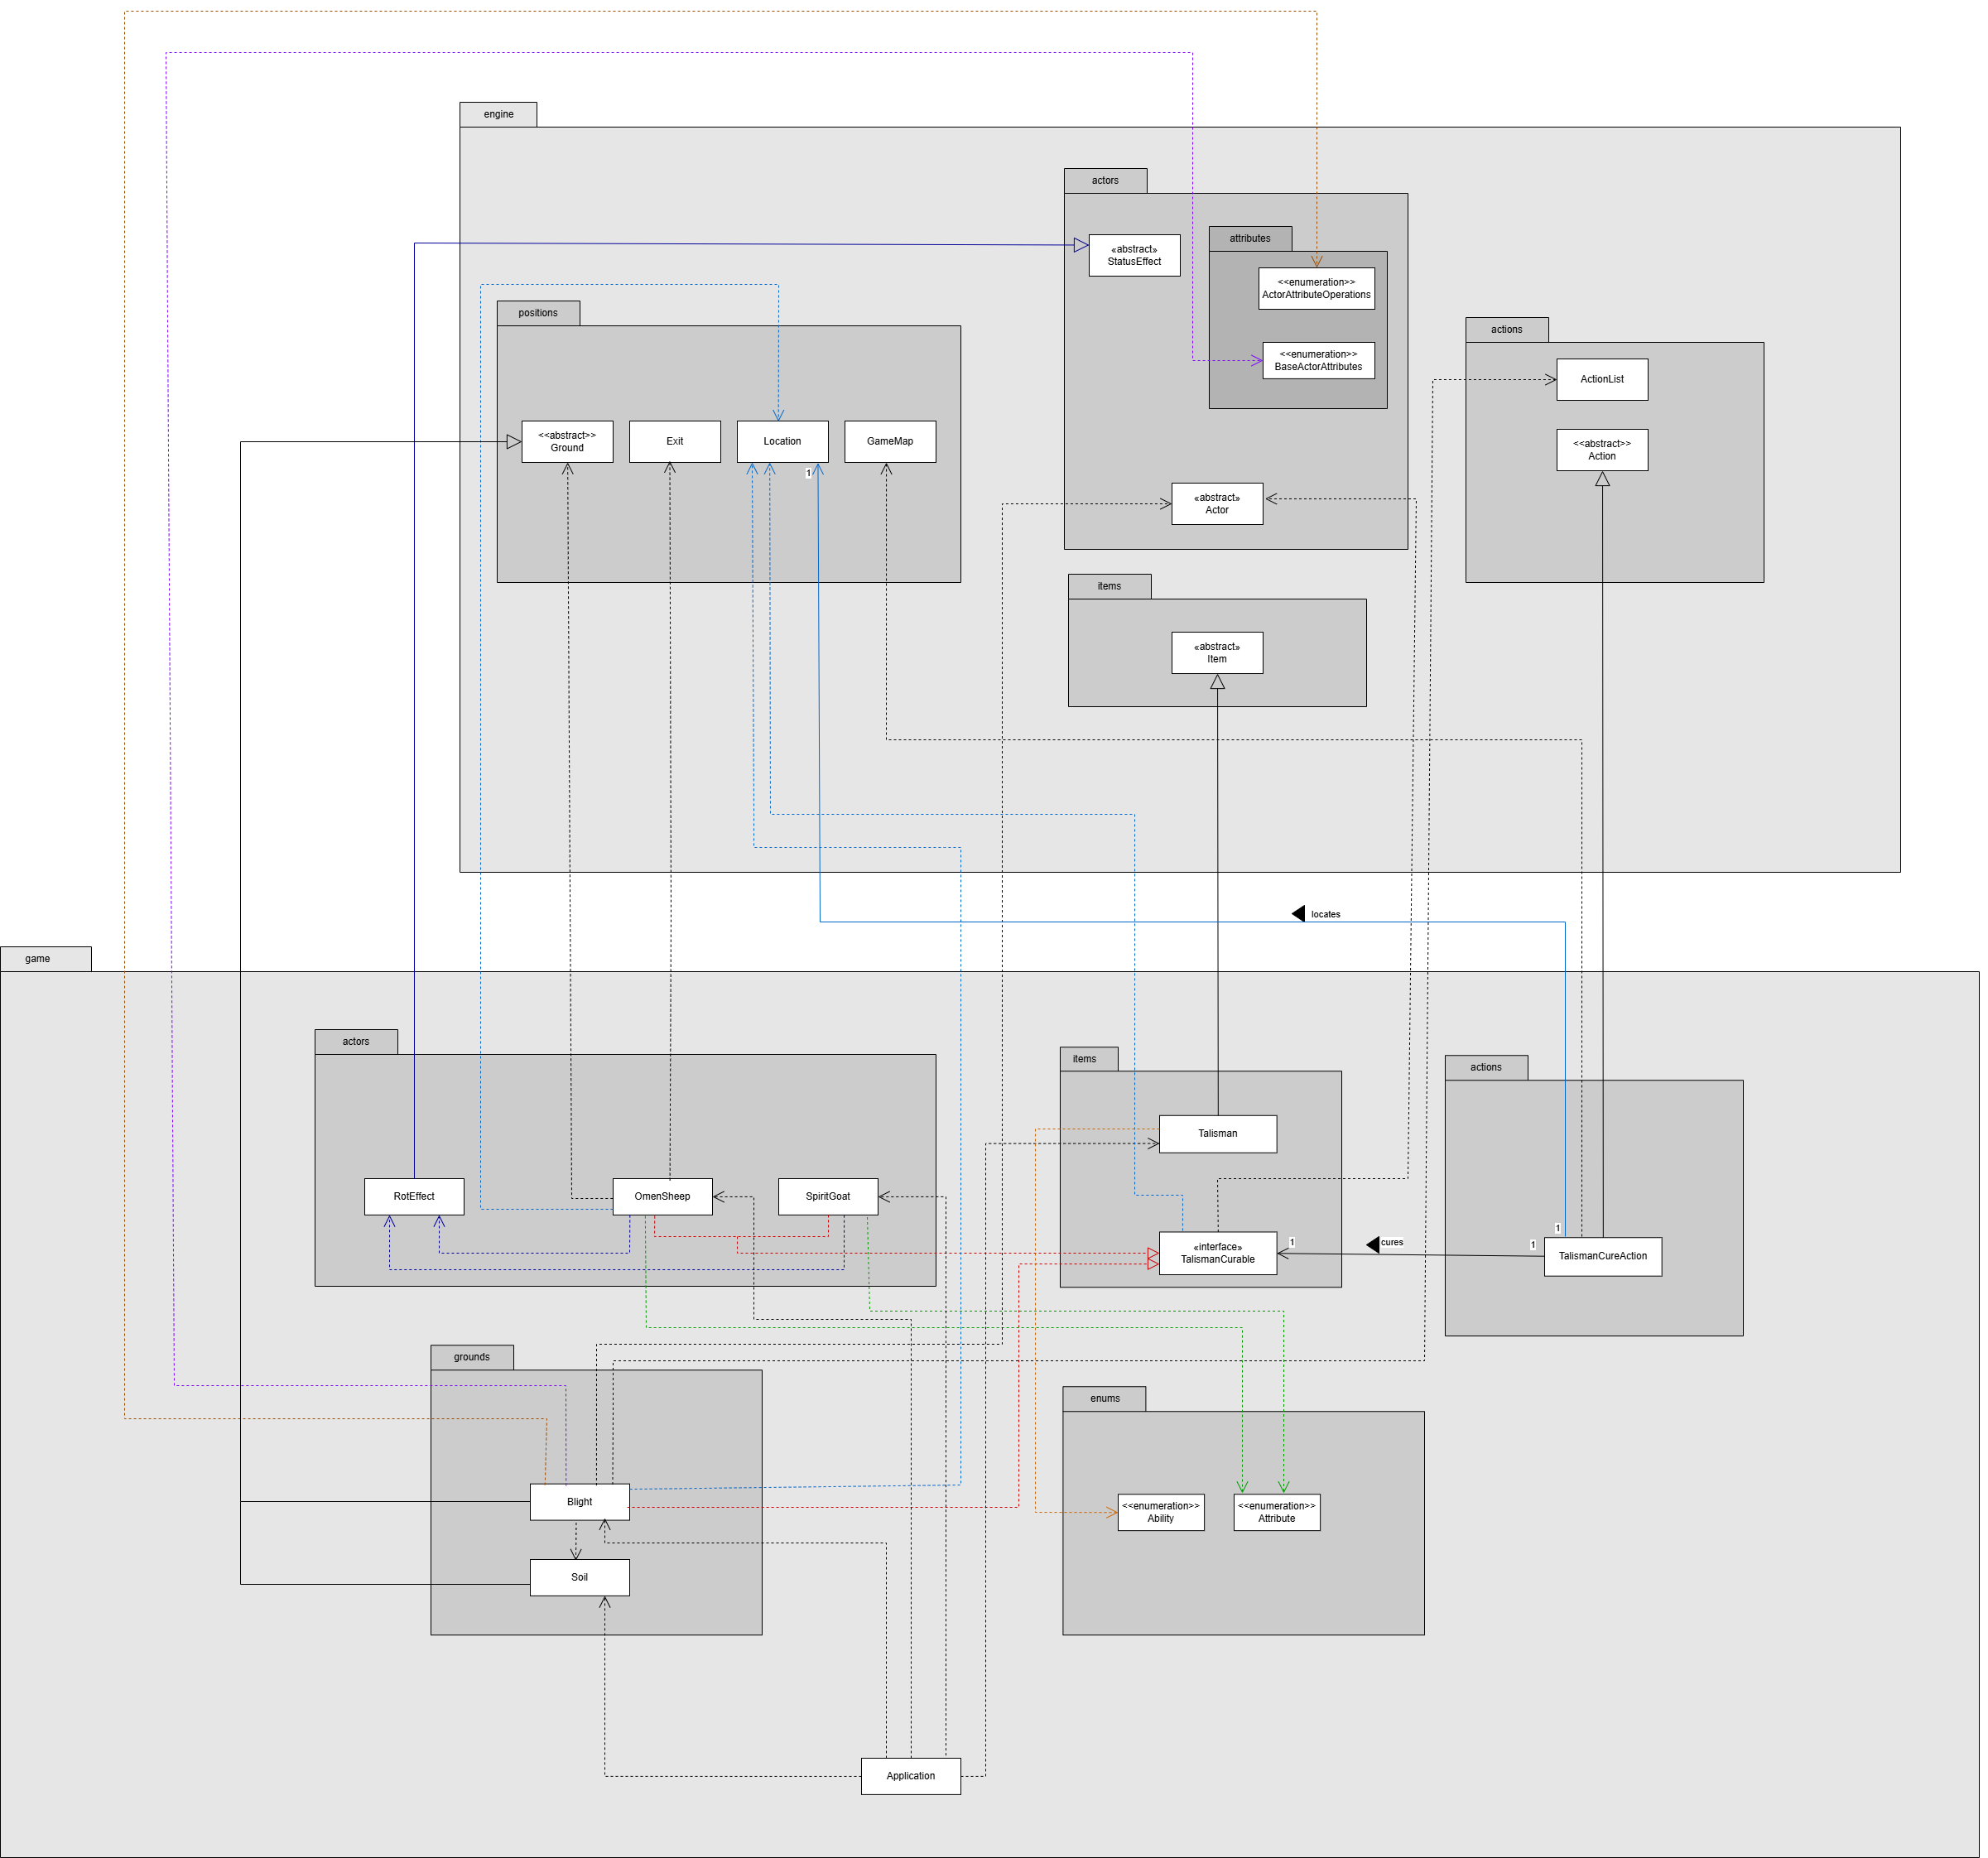 engine
actors
«abstract»
StatusEffect
attributes
<<enumeration>>
ActorAttributeOperations
<<enumeration>>
BaseActorAttributes
positions
<<abstract>>
Ground
Exit
Location
GameMap
1
actions
ActionList
<<abstract>>
Action
«abstract»
Actor
items
«abstract»
Item
locates
game
actors
RotEffect
OmenSheep
SpiritGoat
items
Talisman
«interface»
TalismanCurable
1
cures
1
1
actions
TalismanCureAction
grounds
Blight
Soil
enums
<<enumeration>>
Ability
<<enumeration>>
Attribute
Application